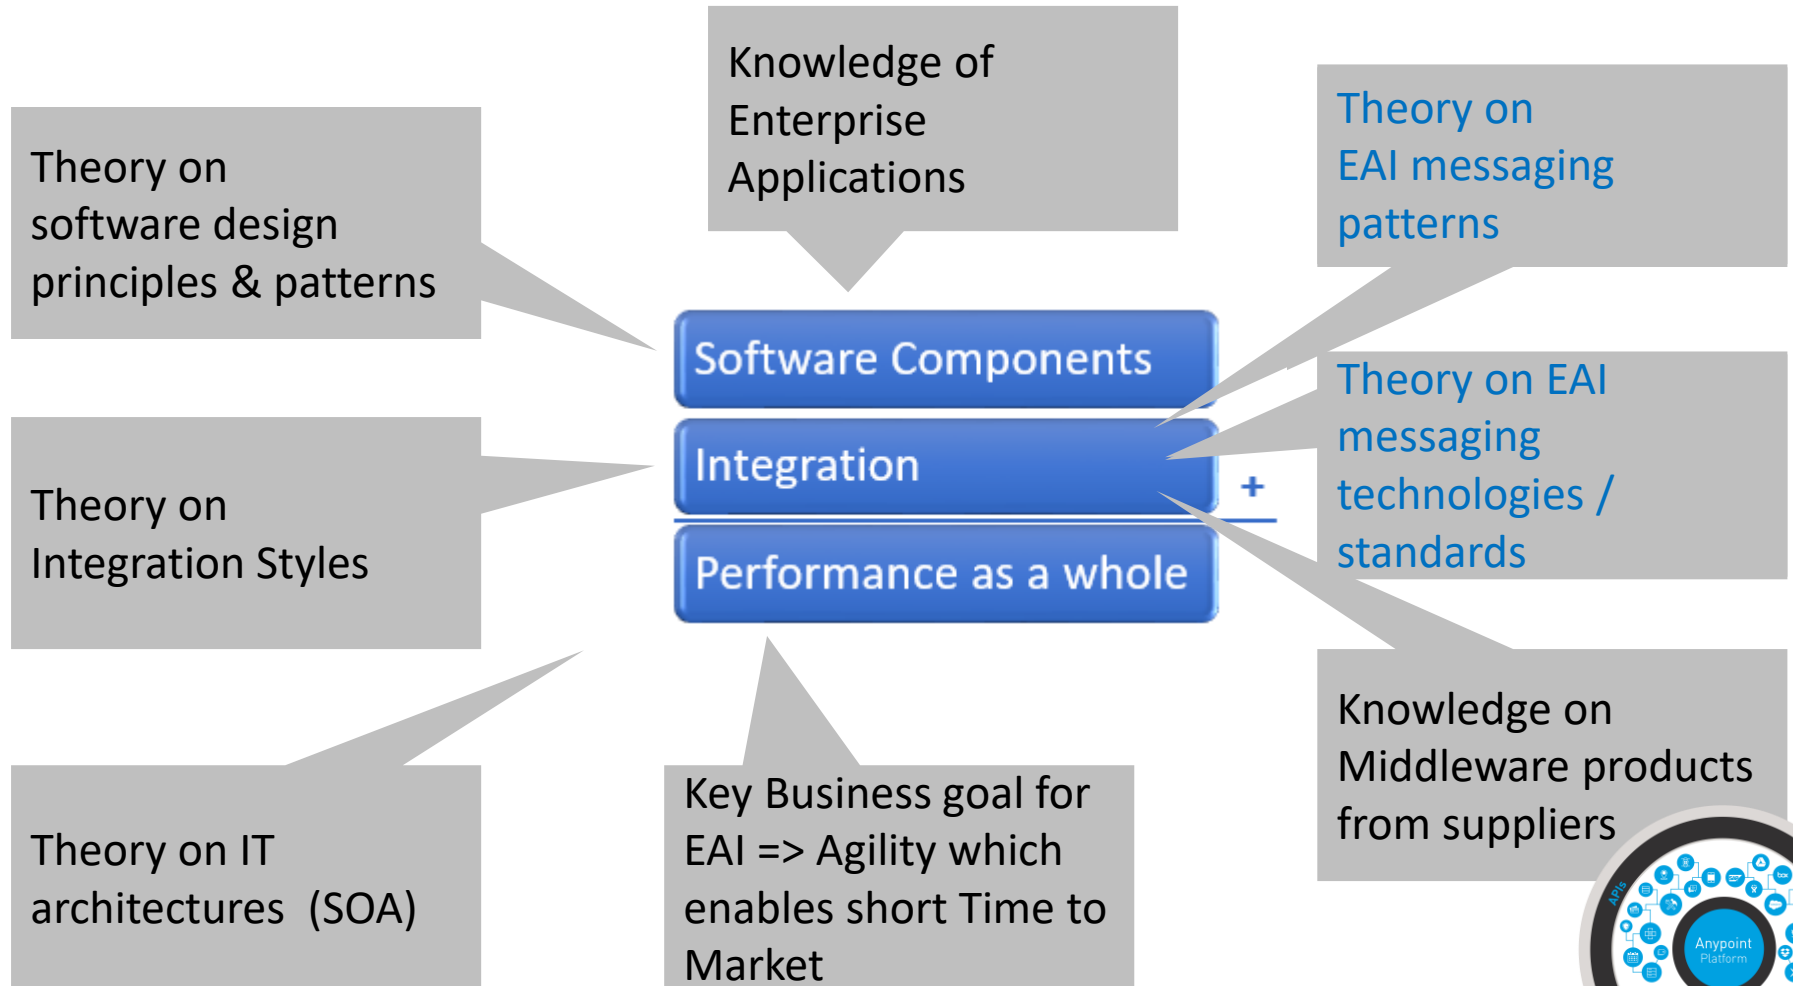 Knowledge of
Enterprise
Applications
Theory on
software design
principles & patterns
Theory on
EAI messaging
patterns
Software Components
Integration
+
Performance as a whole
Theory on
Integration Styles
Theory on EAI
messaging
technologies /
standards
Theory on IT
architectures (SOA)
Key Business goal for
EAI => Agility which
enables short Time to
Market
Knowledge on
Middleware products
from suppliers
APIs
Anypoint
Platform